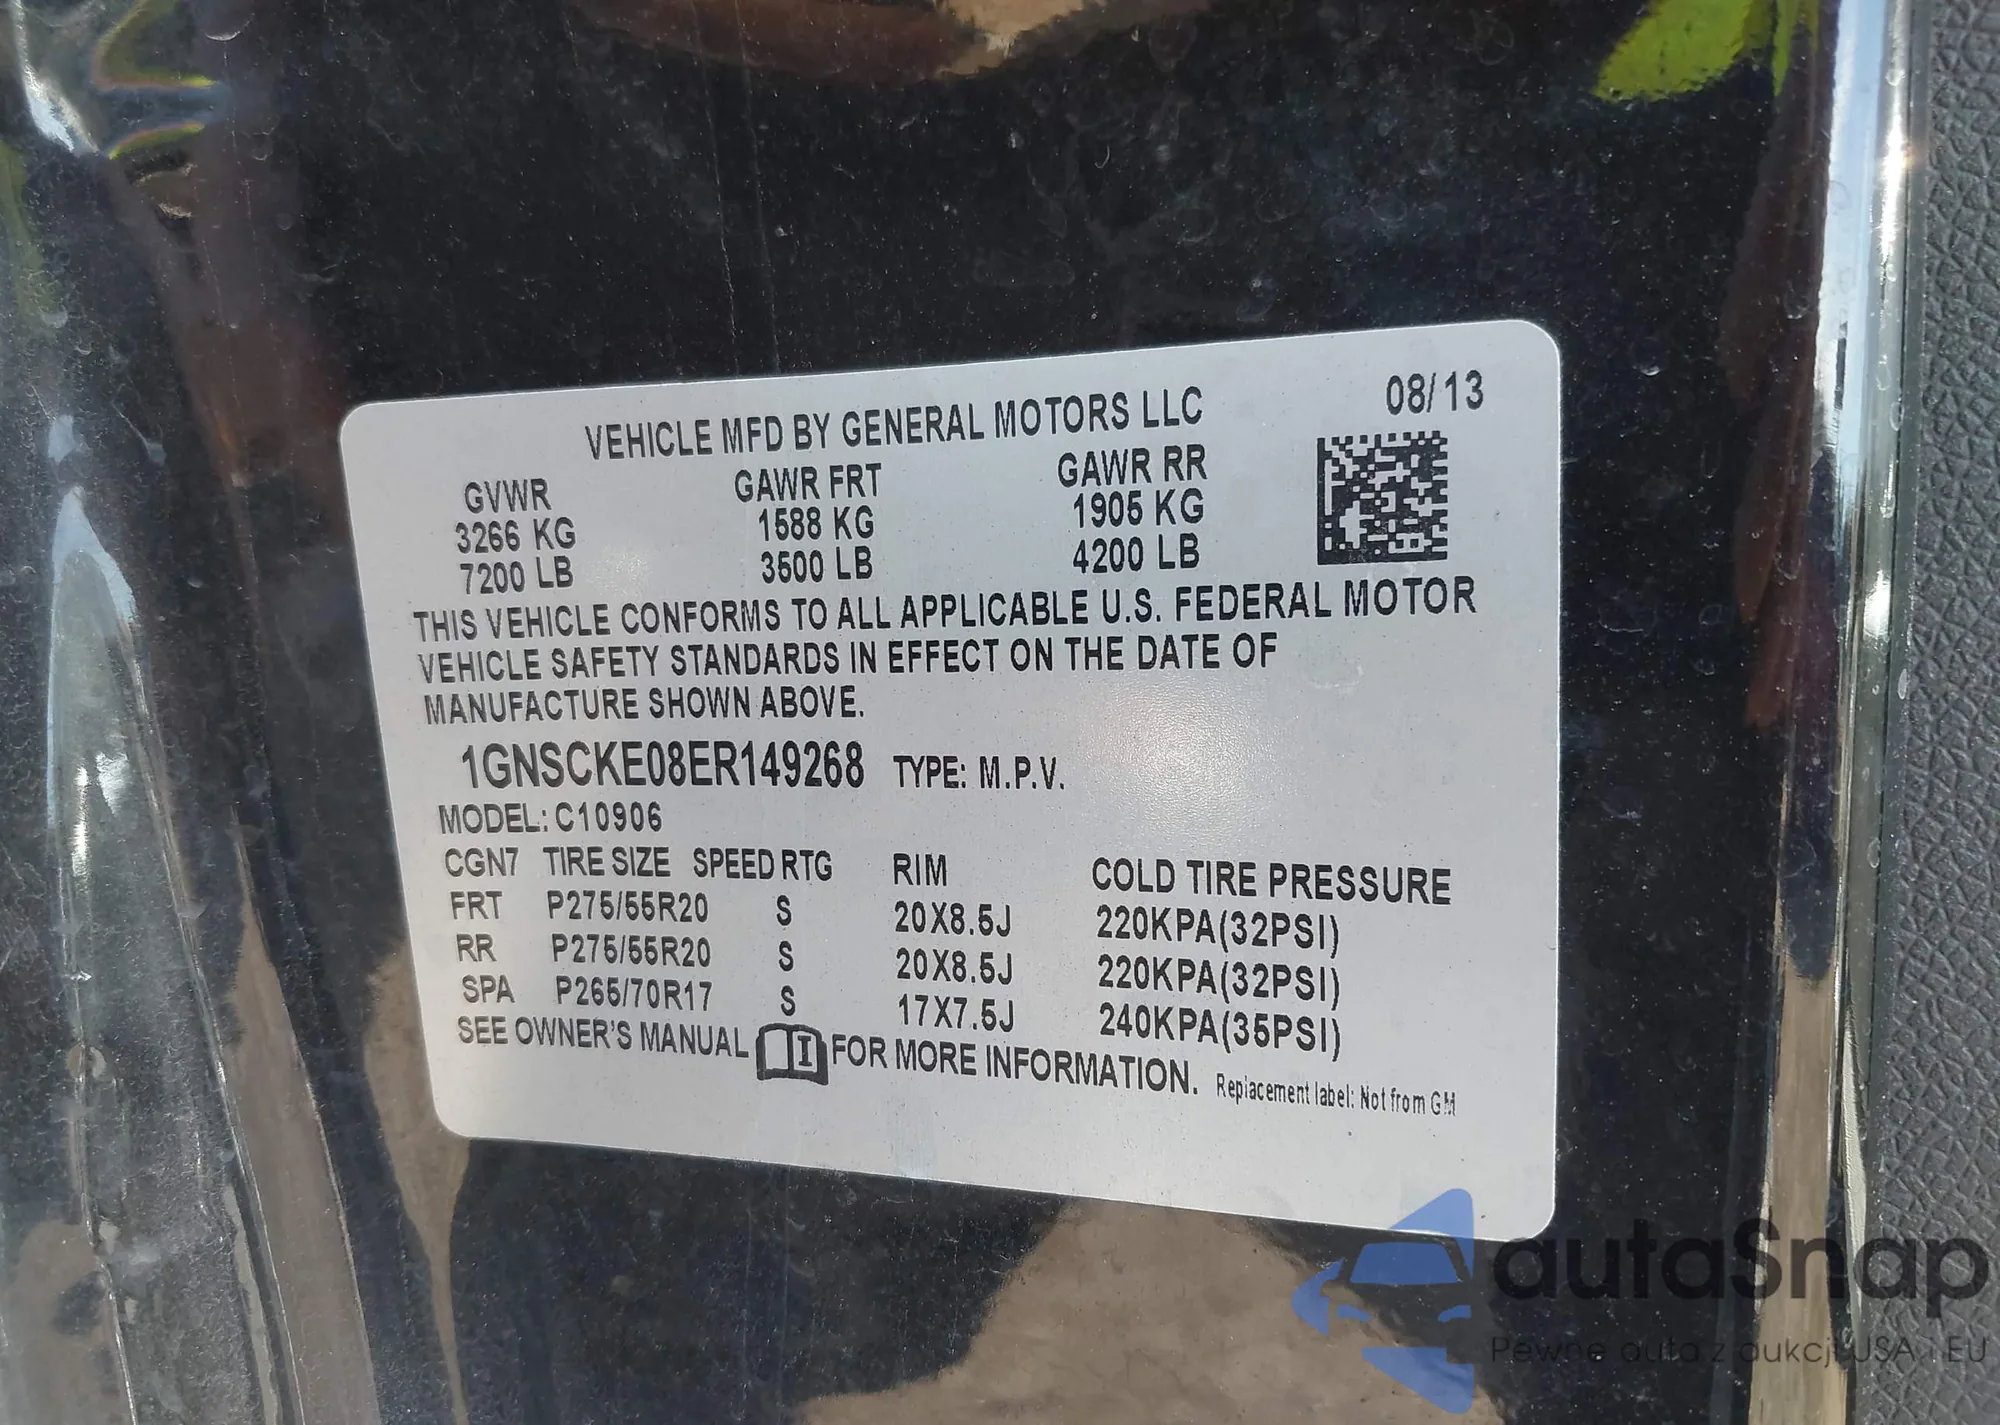 VEHICLE MFD BY GENERAL MOTORS LLC 08/13
GVWR GAWR FRT GAWR RR
3266 KG 1588 KG 1905 KG
7200 LB 3500 LB 4200 LB
THIS VEHICLE CONFORMS TO ALL APPLICABLE U.S. FEDERAL MOTOR
VEHICLE SAFETY STANDARDS IN EFFECT ON THE DATE OF
MANUFACTURE SHOWN ABOVE.
1GNSCKE08ER149268 TYPE: M.P.V.
MODEL: C10906
CGN7 TIRE SIZE SPEED RTG RIM COLD TIRE PRESSURE
FRT P275/55R20 S 20X8.5J 220KPA(32PSI)
RR P275/55R20 S 20X8.5J 220KPA(32PSI)
SPA P265/70R17 S 17X7.5J 240KPA(35PSI)
SEE OWNER'S MANUAL FOR MORE INFORMATION. Replacement label: Not from GM
autaSnap
Pewne auta z aukcji USA i EU